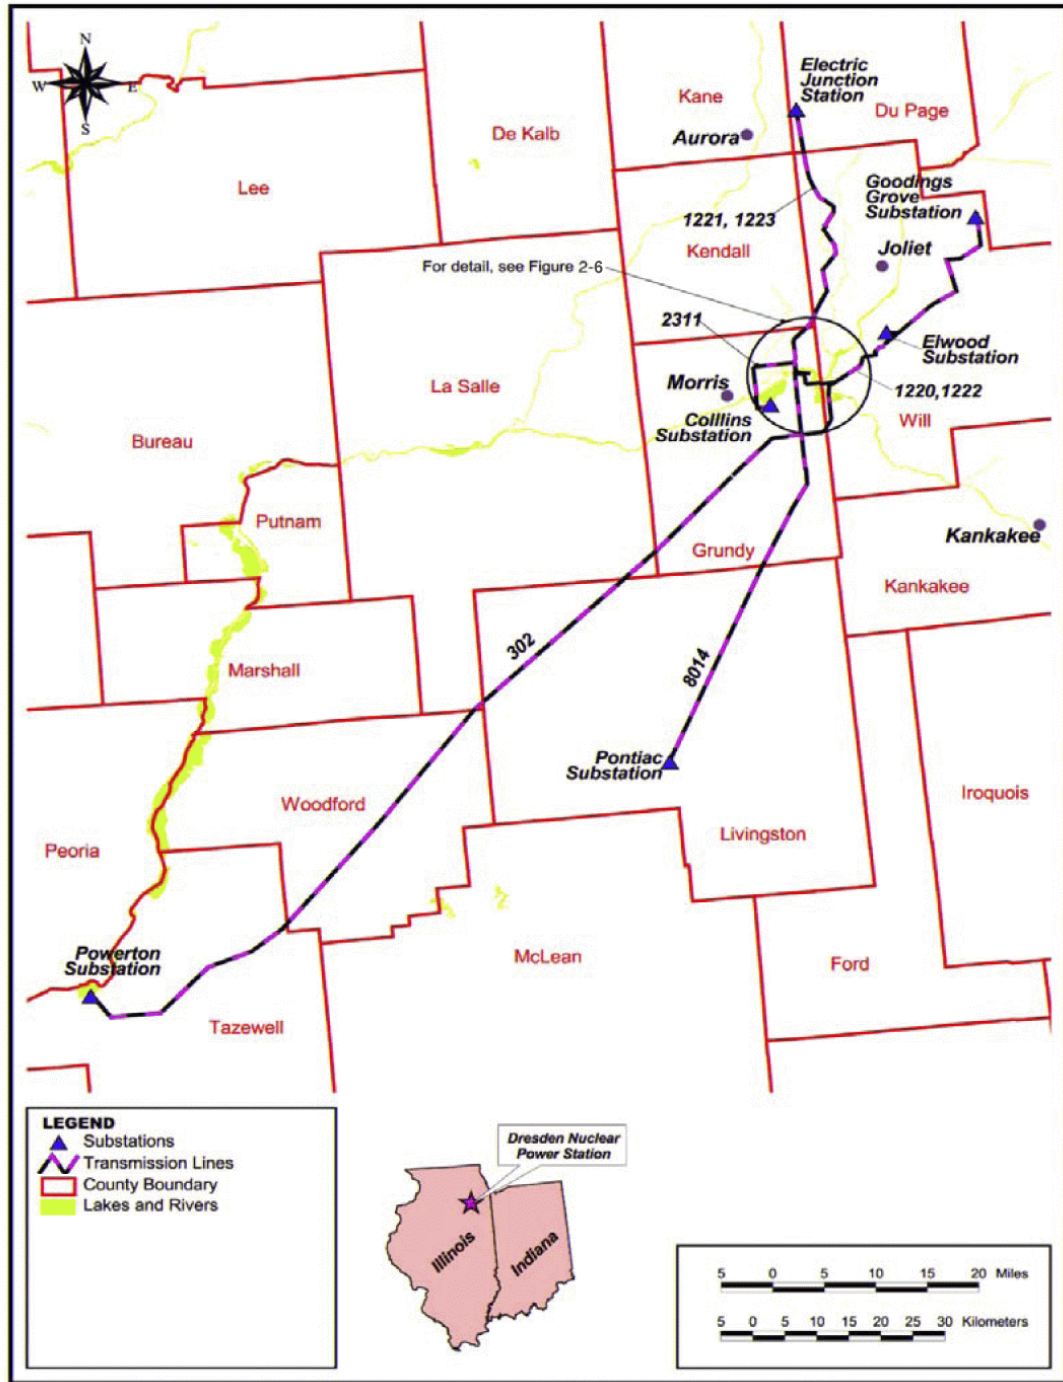 N
W
E
S
Electric
Junction
Station
Kane
Du Page
De Kalb
Aurora
Lee
Goodings
Grove
Substation
1221, 1223
Joliet
Kendall
For detail, see Figure 2-6
2311
Elwood
Substation
La Salle
Morris
1220,1222
Colllins
Substation
Will
Bureau
Putnam
Kankakee
Grundy
Kankakee
302
8014
Marshall
Pontiac
Substation
Woodford
Iroquois
Livingston
Peoria
Powerton
Substation
McLean
Ford
Tazewell
LEGEND
Substations
Transmission Lines
County Boundary
Lakes and Rivers
Dresden Nuclear
Power Station
Illinois
Indiana
5 0 5 10 15 20 Miles
5 0 5 10 15 20 25 30 Kilometers